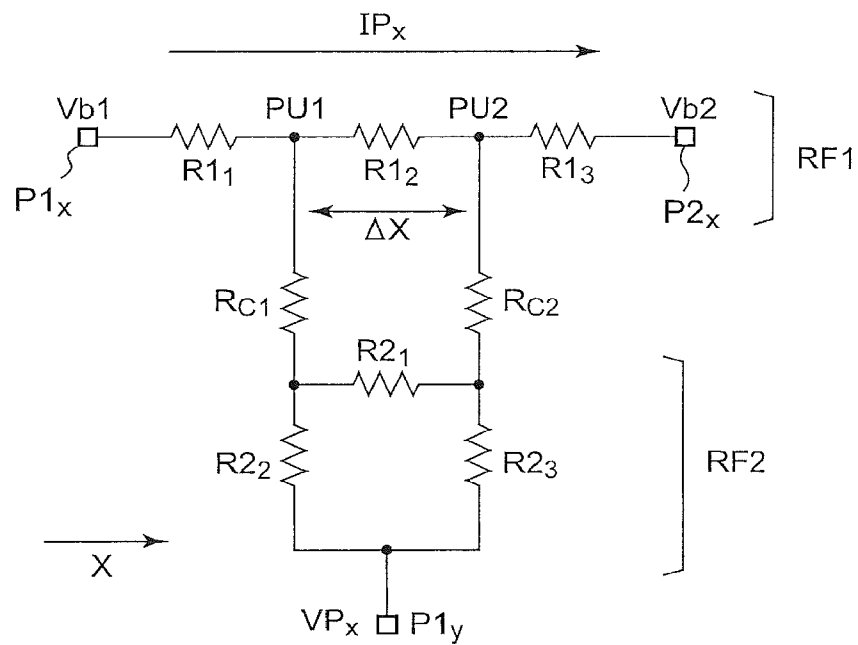 IPx
Vb1 PU1 PU2 Vb2
R1₁ R1₂ R1₃ RF1
P1x P2x
ΔX
RC1 RC2
R2₁
R2₂ R2₃ RF2
X
VPx P1y